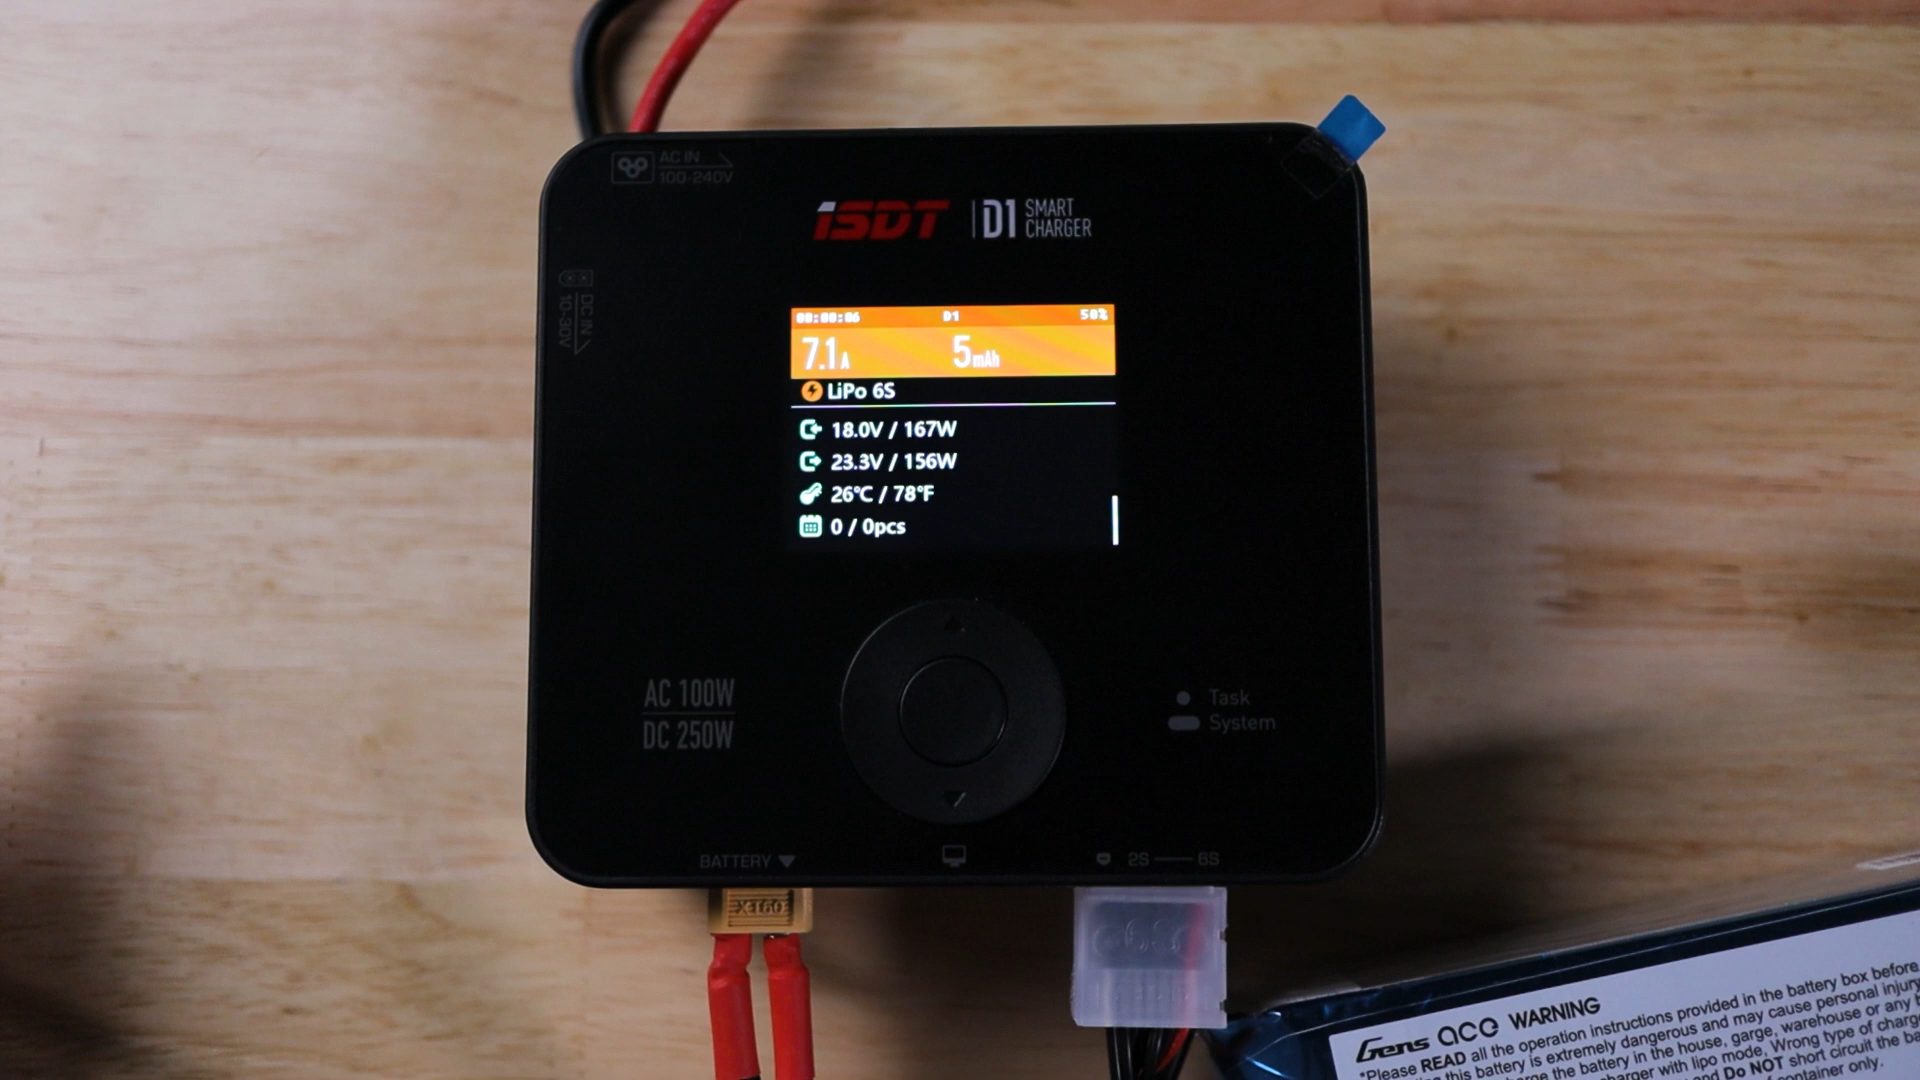 AC IN
100-240V
iSDT D1 SMART CHARGER
DC IN
10-30V
00:00:06 D1 50%
7.1A 5mAh
LiPo 6S
18.0V / 167W
23.3V / 156W
26°C / 78°F
0 / 0pcs
AC 100W
DC 250W
Task
System
BATTERY
2S 6S
XT60
Gens ace WARNING
*Please READ all the operation instructions provided in the battery box before
this battery is extremely dangerous and may cause personal injury
the battery in the house, garge, warehouse or any
with lipo mode, Wrong type of
and Do NOT short circuit the
container only.